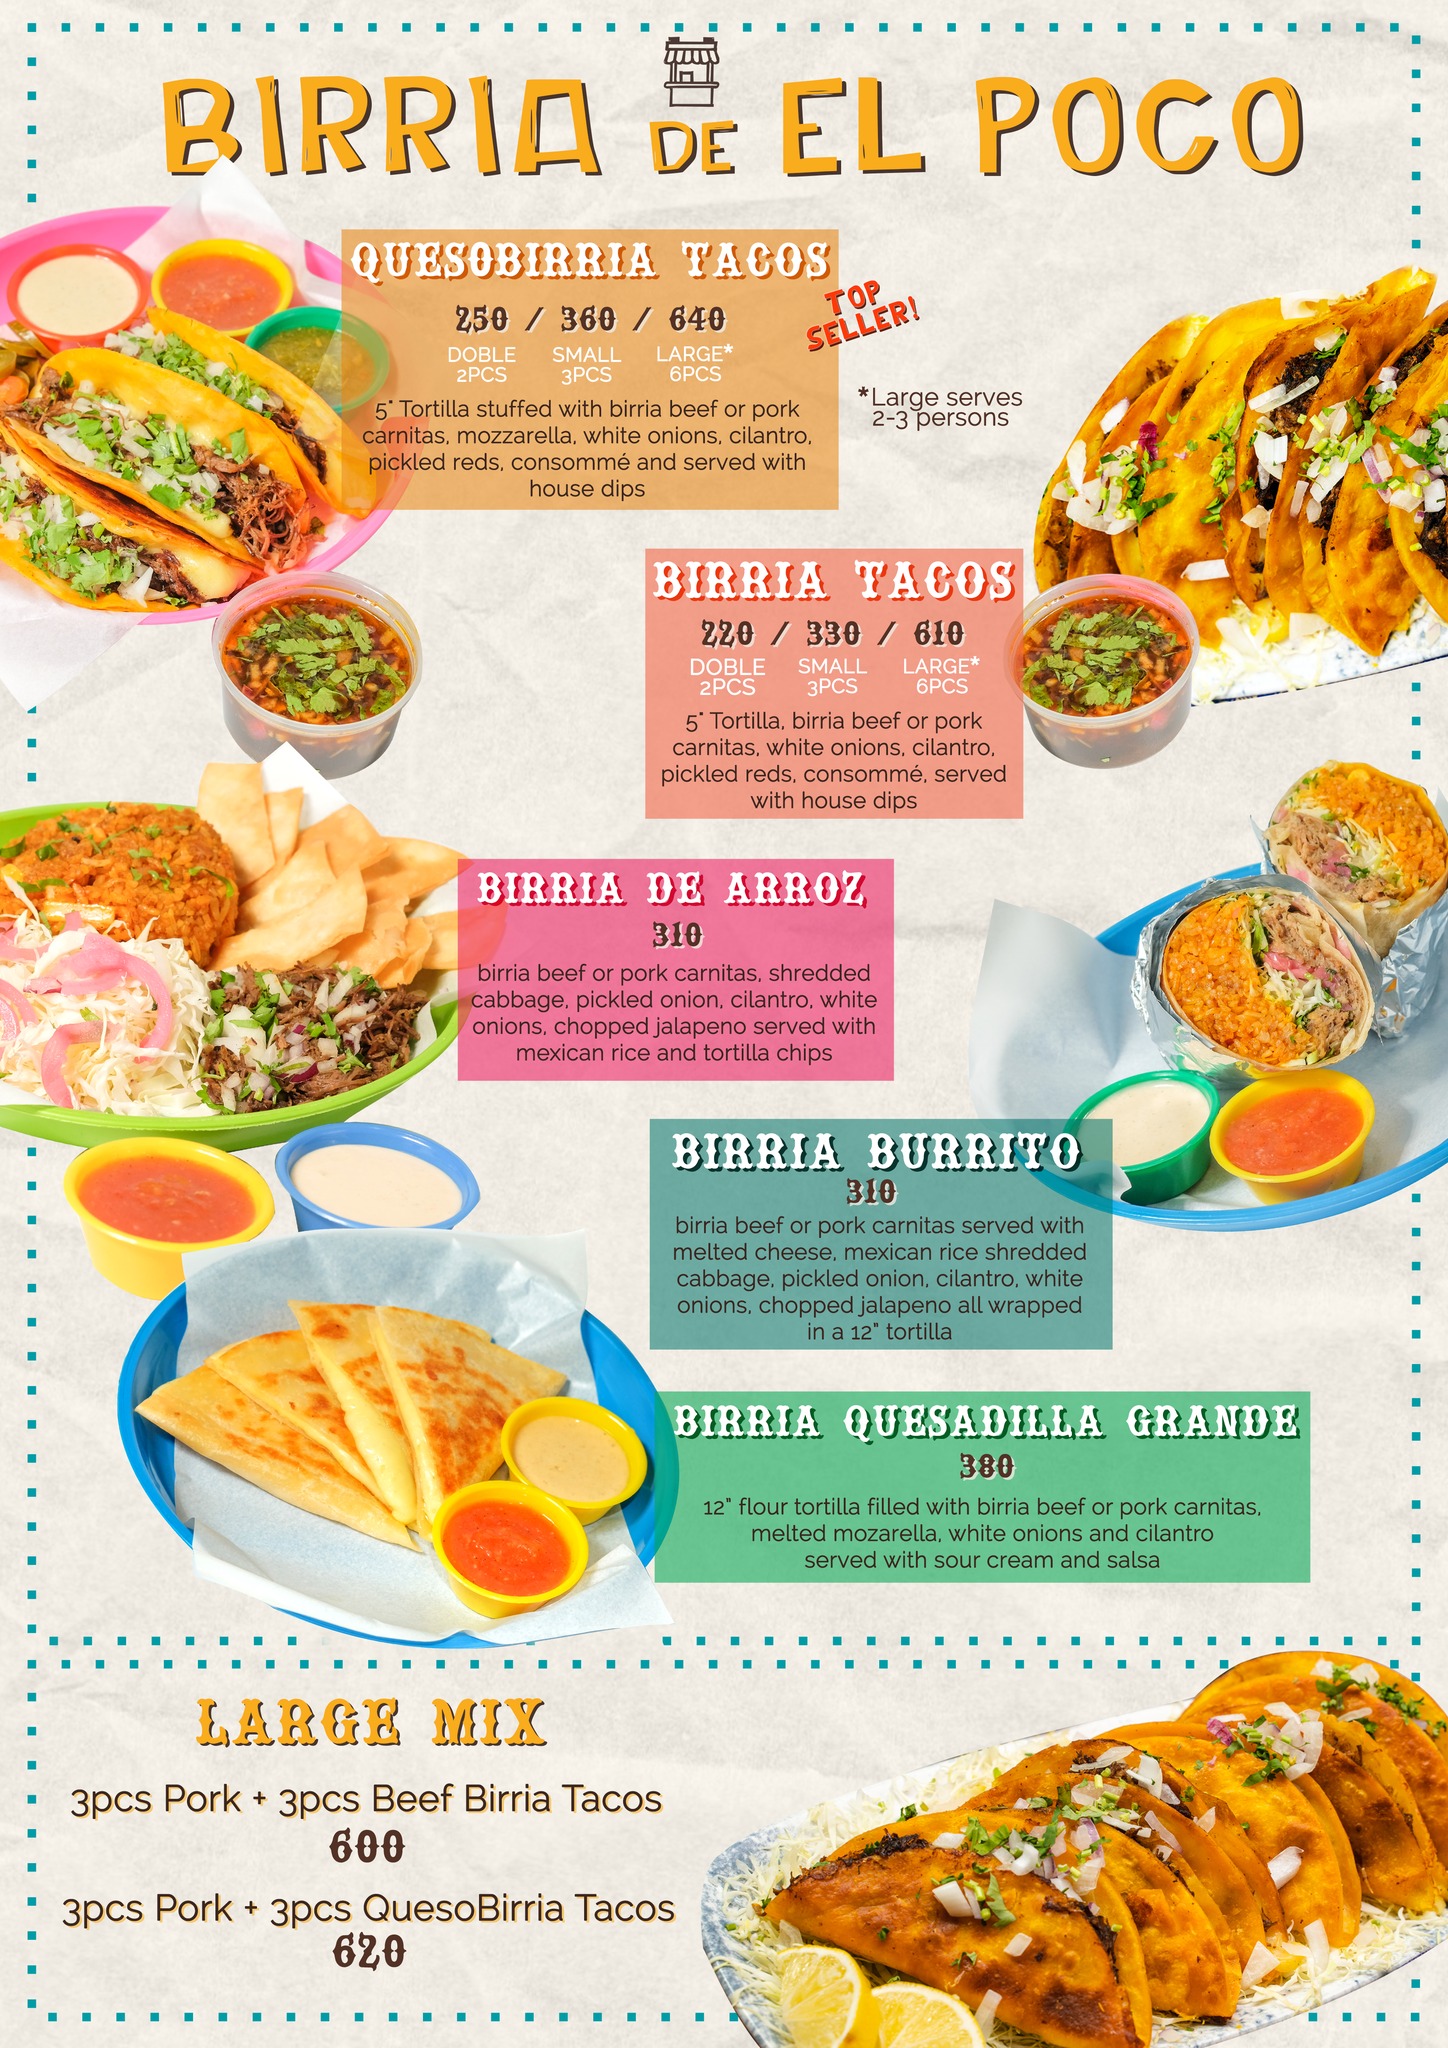 BIRRIA DE EL POCO
QUESOBIRRIA TACOS
250 / 360 / 640
DOBLE SMALL LARGE*
2PCS 3PCS 6PCS
5" Tortilla stuffed with birria beef or pork
carnitas, mozzarella, white onions, cilantro,
pickled reds, consommé and served with
house dips
TOP
SELLER!
*Large serves
2-3 persons
BIRRIA TACOS
220 / 330 / 610
DOBLE SMALL LARGE*
2PCS 3PCS 6PCS
5" Tortilla, birria beef or pork
carnitas, white onions, cilantro,
pickled reds, consommé, served
with house dips
BIRRIA DE ARROZ
310
birria beef or pork carnitas, shredded
cabbage, pickled onion, cilantro, white
onions, chopped jalapeno served with
mexican rice and tortilla chips
BIRRIA BURRITO
310
birria beef or pork carnitas served with
melted cheese, mexican rice shredded
cabbage, pickled onion, cilantro, white
onions, chopped jalapeno all wrapped
in a 12" tortilla
BIRRIA QUESADILLA GRANDE
380
12" flour tortilla filled with birria beef or pork carnitas,
melted mozarella, white onions and cilantro
served with sour cream and salsa
LARGE MIX
3pcs Pork + 3pcs Beef Birria Tacos
600
3pcs Pork + 3pcs QuesoBirria Tacos
620